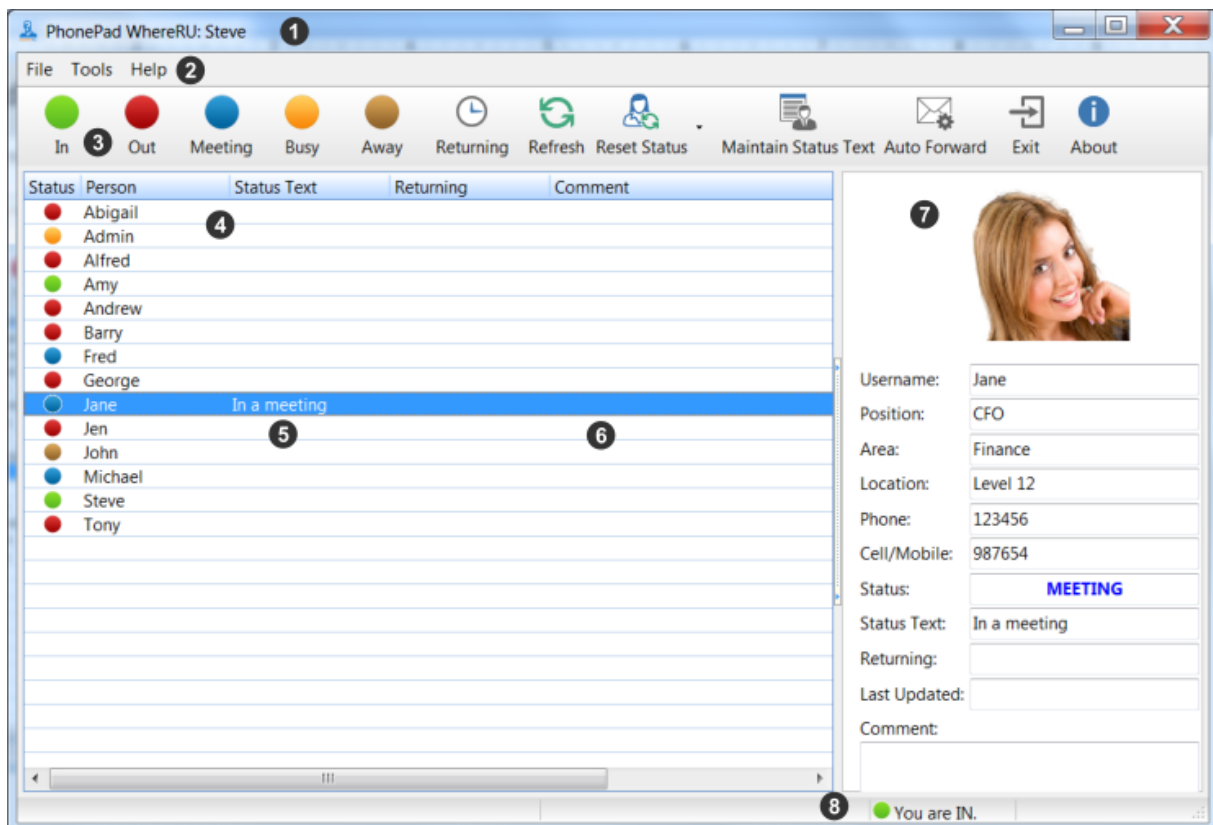 PhonePad WhereRU: Steve 1
File Tools Help 2
In 3 Out Meeting Busy Away Returning Refresh Reset Status Maintain Status Text Auto Forward Exit About
Status Person Status Text Returning Comment
Abigail
4
Admin
Alfred
Amy
Andrew
Barry
Fred
George
Jane In a meeting
Jen 5 6
John
Michael
Steve
Tony
7
Username: Jane
Position: CFO
Area: Finance
Location: Level 12
Phone: 123456
Cell/Mobile: 987654
Status: MEETING
Status Text: In a meeting
Returning:
Last Updated:
Comment:
8 You are IN.